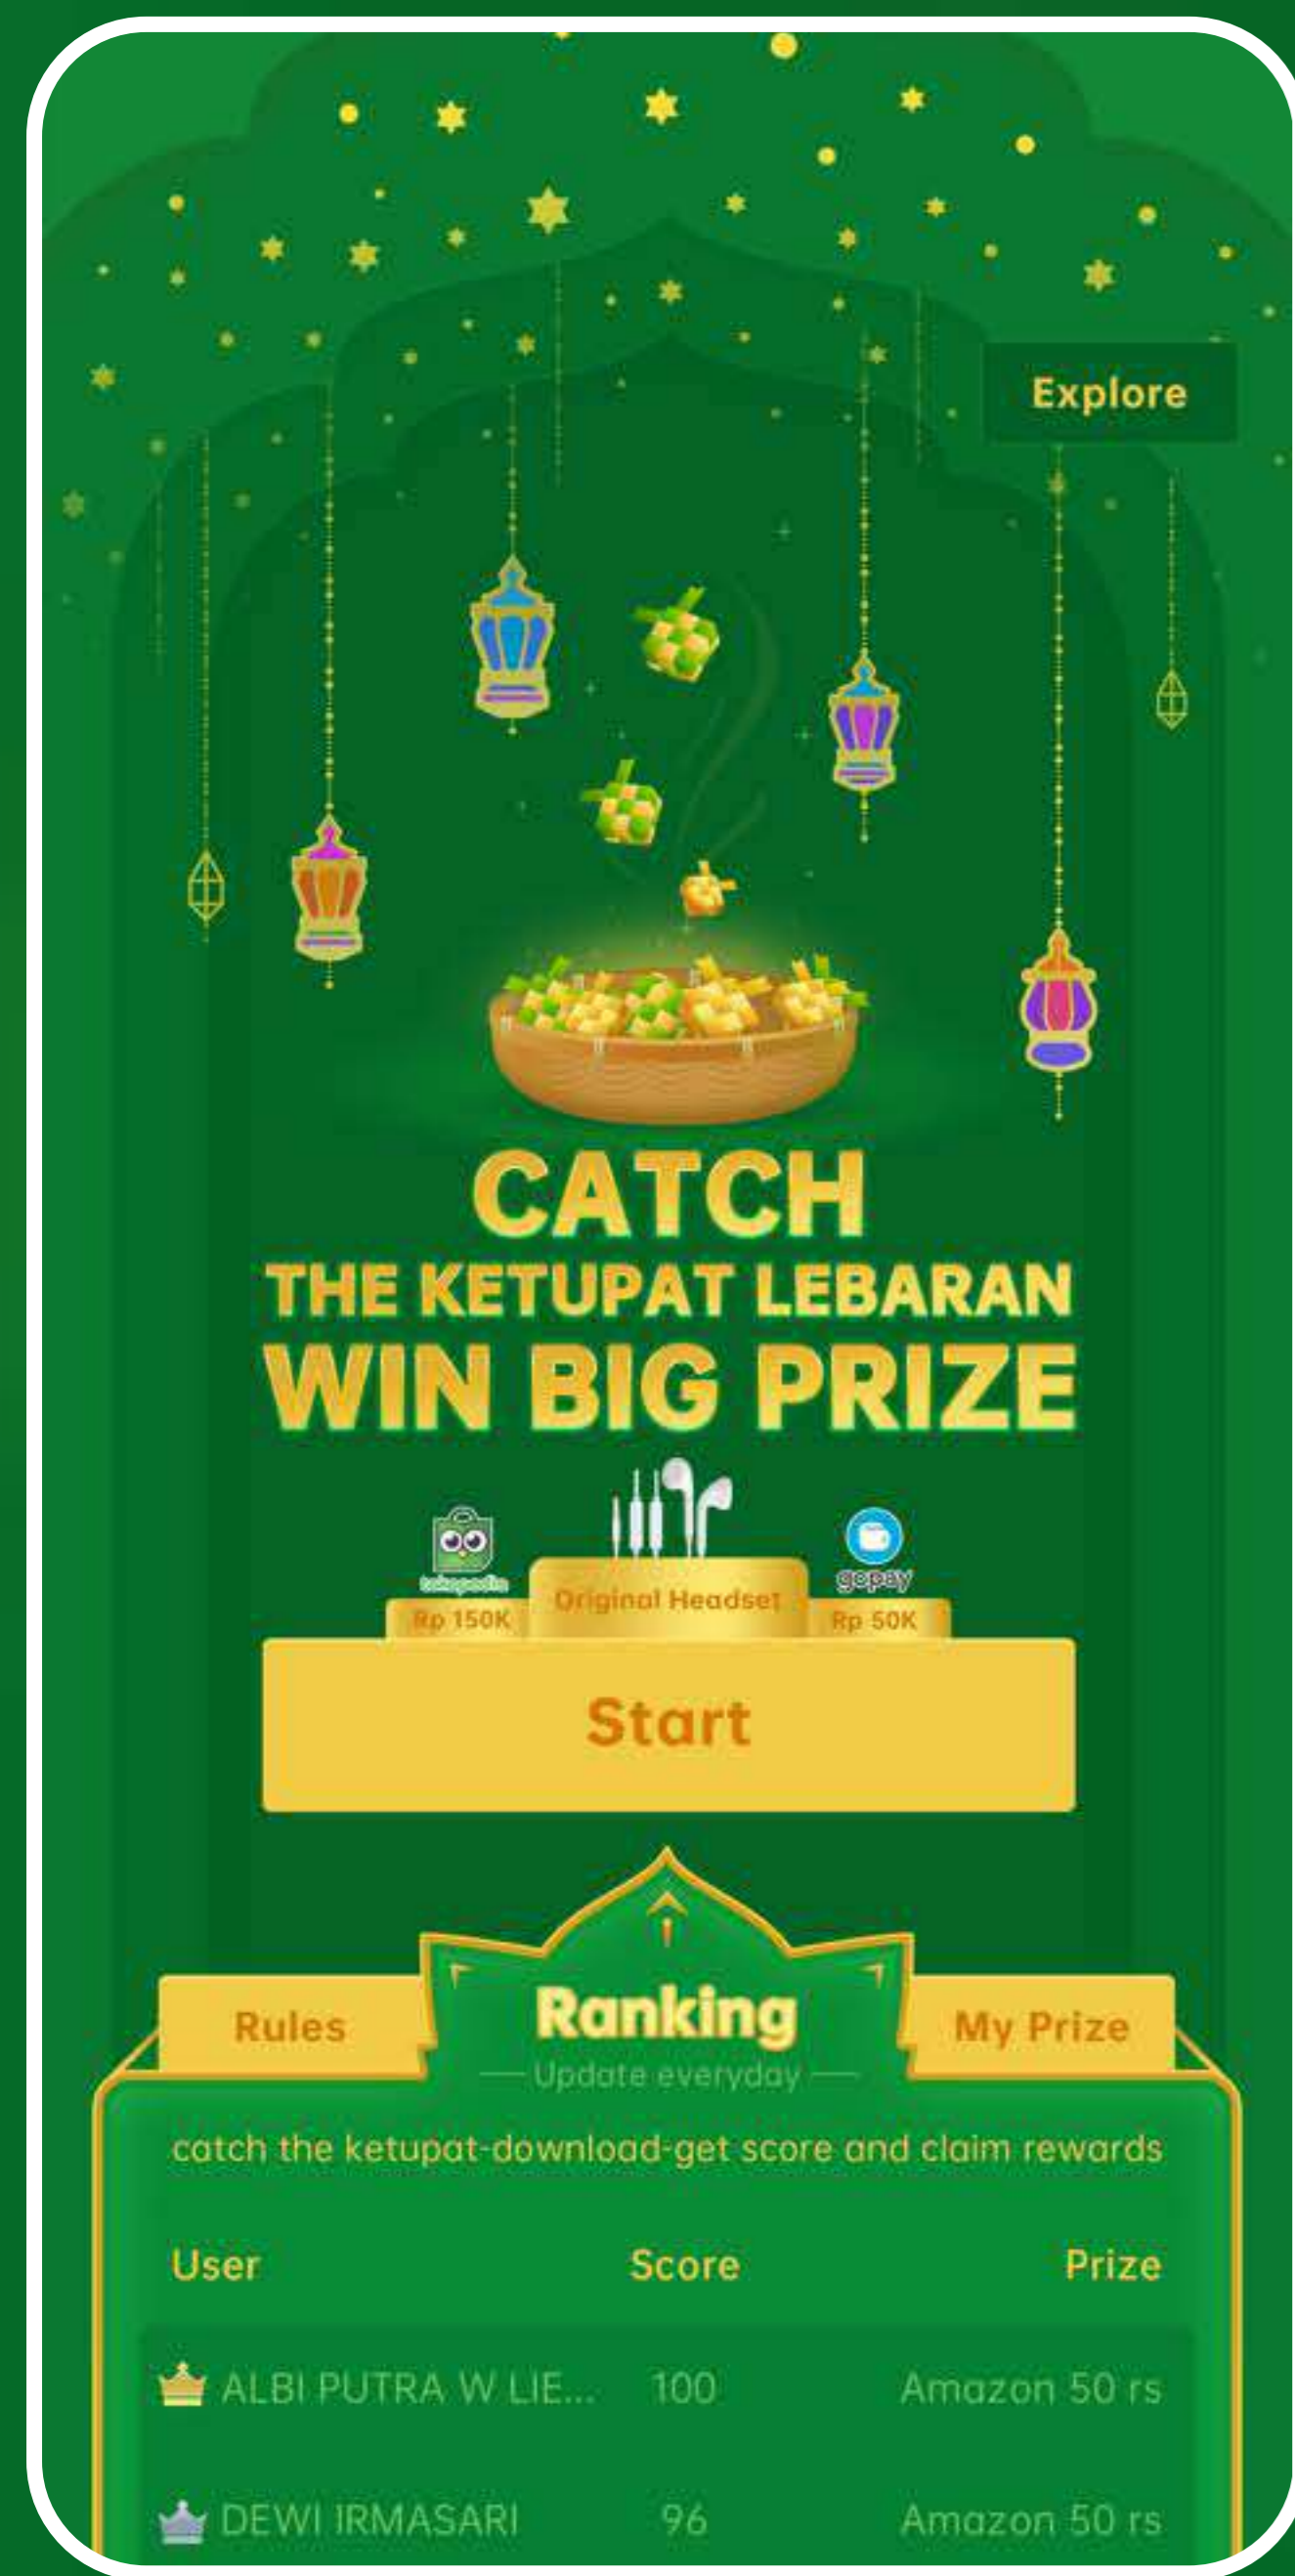 Explore
CATCH
THE KETUPAT LEBARAN
WIN BIG PRIZE
tokopedia
gopay
Rp 150K
Original Headset
Rp 50K
Start
Rules
Ranking
My Prize
Update everyday
catch the ketupat-download-get score and claim rewards
User Score Prize
ALBI PUTRA W LIE... 100 Amazon 50 rs
DEWI IRMASARI 96 Amazon 50 rs